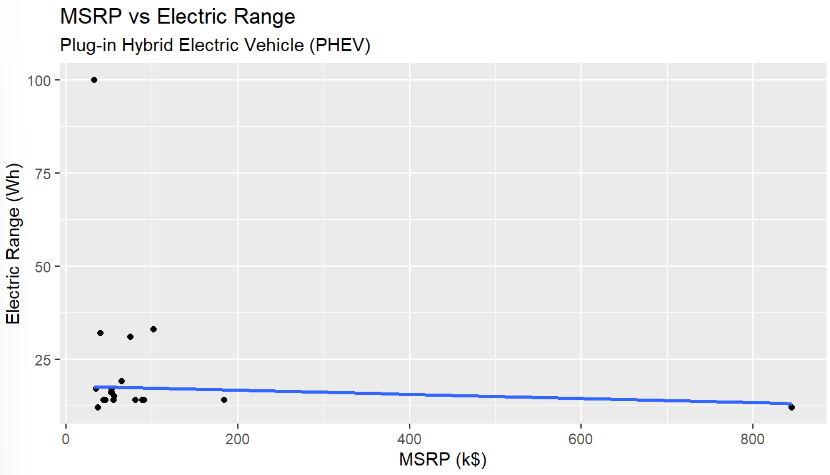 MSRP vs Electric Range
Plug-in Hybrid Electric Vehicle (PHEV)
Electric Range (Wh)
100
75
50
25
0 200 400 600 800
MSRP (k$)